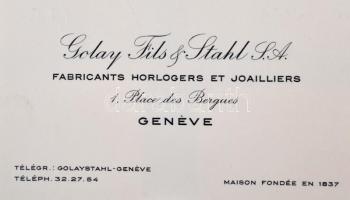 Golay Fils & Stahl S.A.
FABRICANTS HORLOGERS ET JOAILLIERS
1, Place des Bergues
GENÈVE
TÉLÉGR.: GOLAYSTAHL-GENÈVE
TÉLÉPH. 32.27.54
MAISON FONDÉE EN 1837